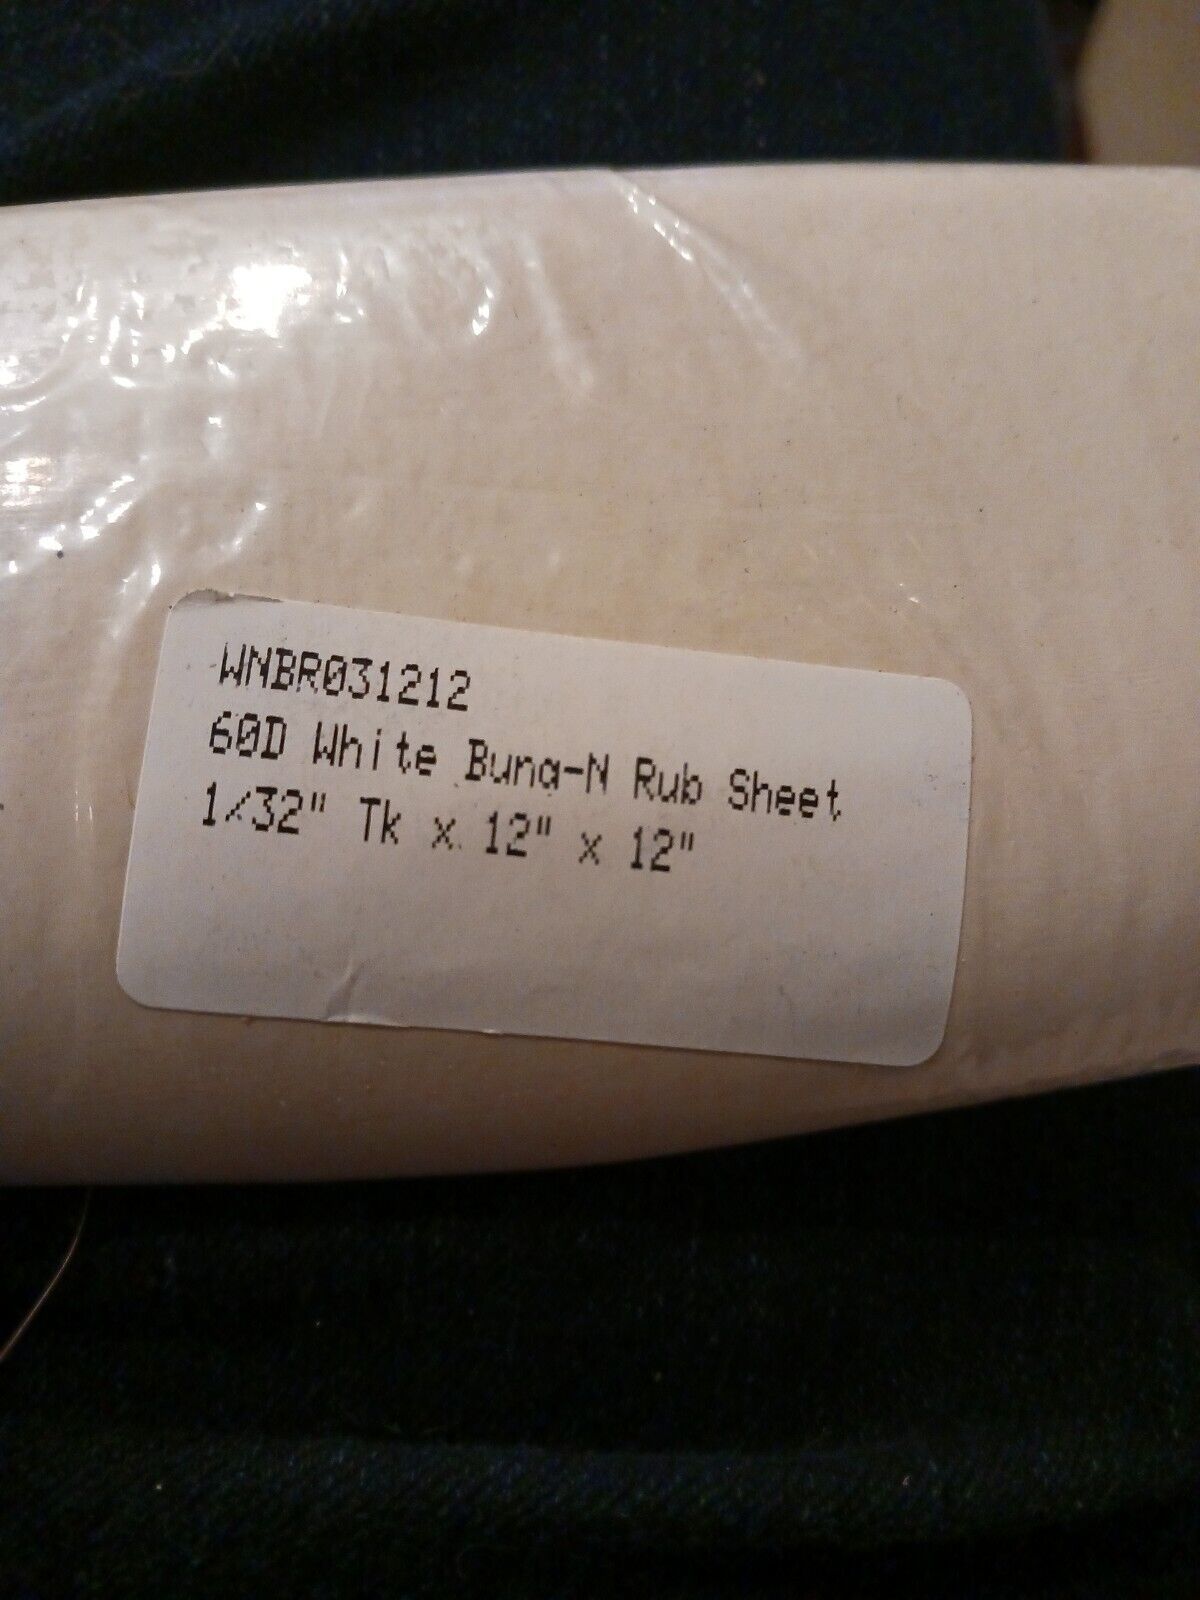 WNBR031212
60D White Buna-N Rub Sheet
1/32" Tk x 12" x 12"